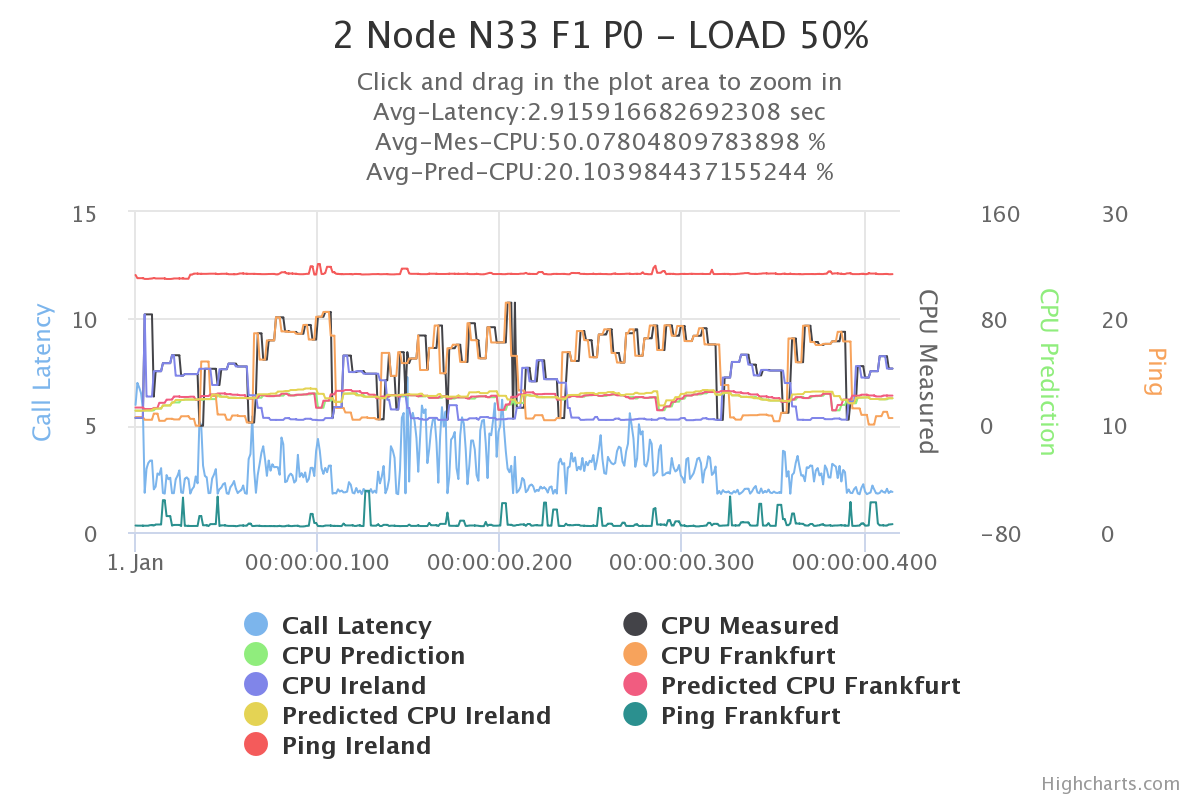 2 Node N33 F1 P0 – LOAD 50%
Click and drag in the plot area to zoom in
Avg-Latency:2.915916682692308 sec
Avg-Mes-CPU:50.07804809783898 %
Avg-Pred-CPU:20.103984437155244 %
15 160 30
10 80 20
5 0 10
0 -80 0
Call Latency
CPU Measured
CPU Prediction
Ping
1. Jan 00:00:00.100 00:00:00.200 00:00:00.300 00:00:00.400
Call Latency CPU Measured
CPU Prediction CPU Frankfurt
CPU Ireland Predicted CPU Frankfurt
Predicted CPU Ireland Ping Frankfurt
Ping Ireland
Highcharts.com